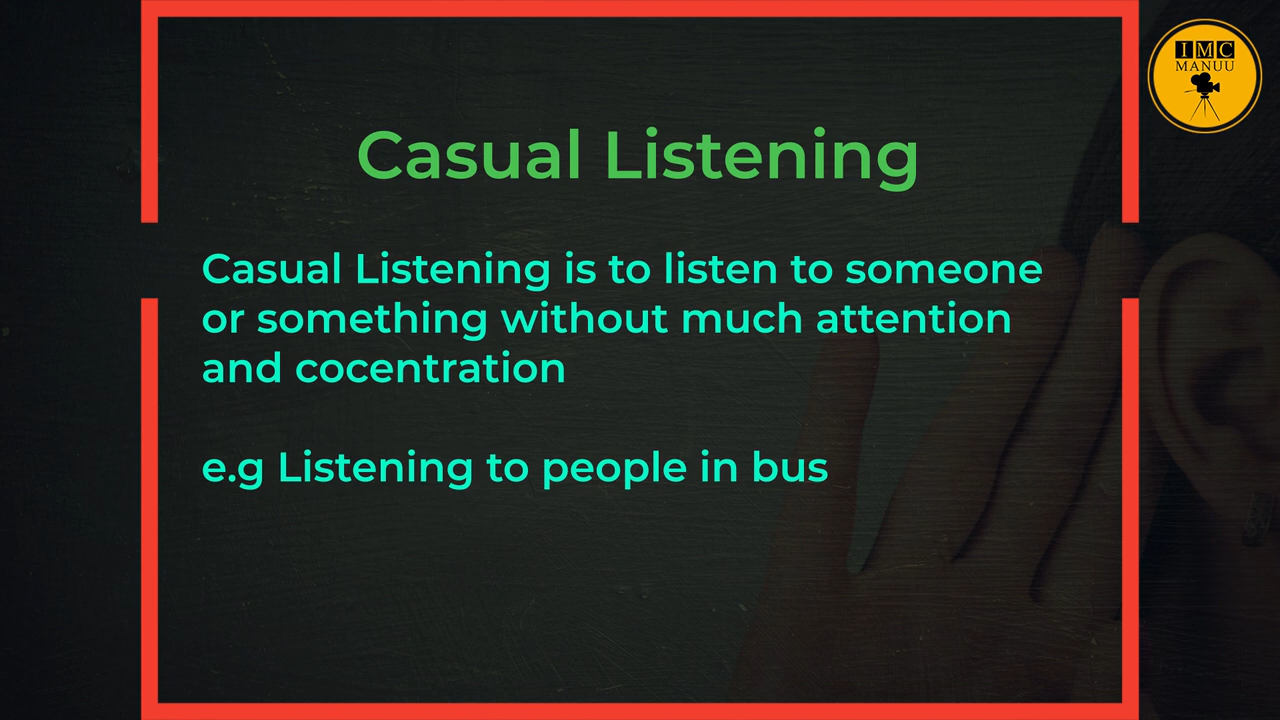 IMC
MANUU
Casual Listening
Casual Listening is to listen to someone
or something without much attention
and cocentration
e.g Listening to people in bus